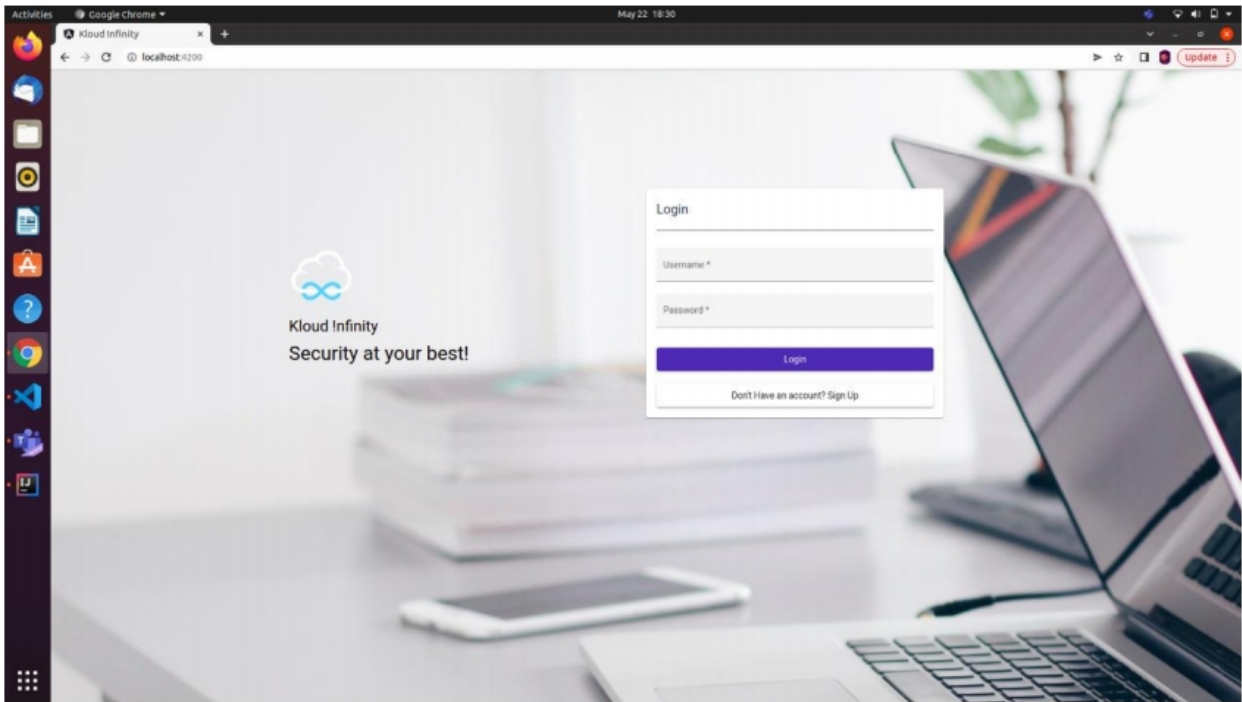 Activities Google Chrome May 22 18:30
Kloud Infinity
localhost:4200 Update
Login
Username *
Password *
Kloud !nfinity
Security at your best!
Login
Don't Have an account? Sign Up